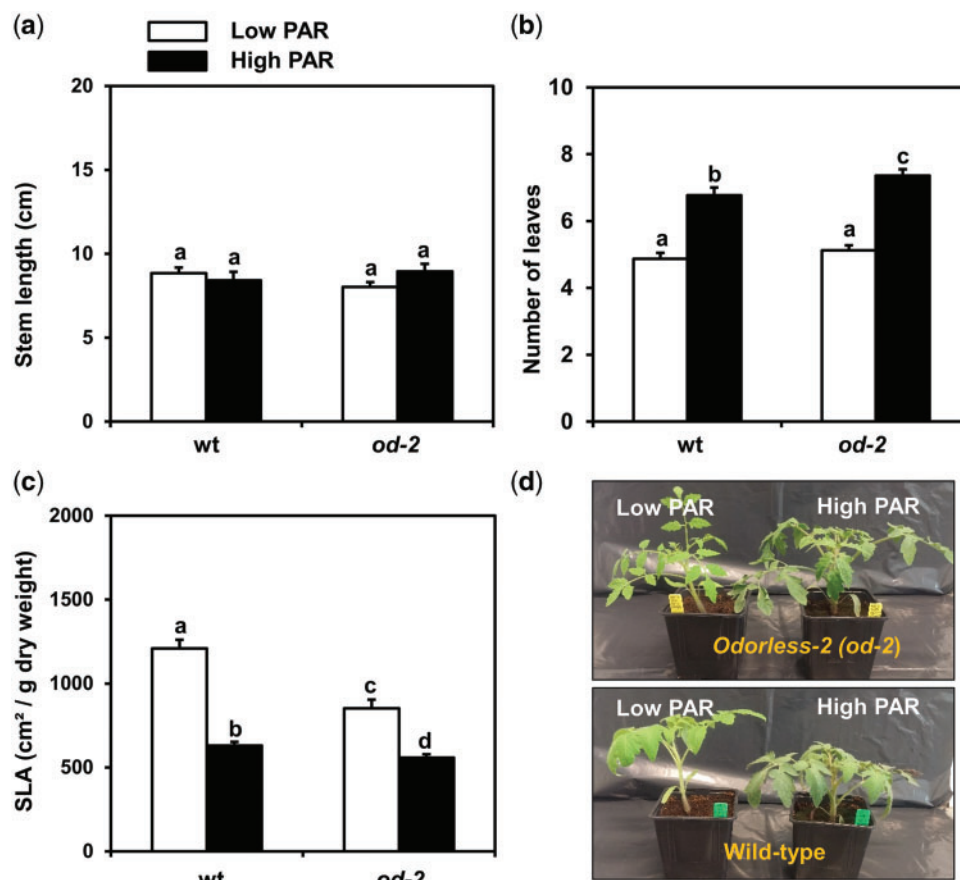 (a)
Low PAR
High PAR
Stem length (cm)
20
15
10
5
0
a
a
a
a
wt
od-2
(b)
Number of leaves
10
8
6
4
2
0
a
b
a
c
wt
od-2
(c)
SLA (cm² / g dry weight)
2000
1500
1000
500
0
a
b
c
d
wt
od-2
(d)
Low PAR High PAR
Odorless-2 (od-2)
Low PAR High PAR
Wild-type